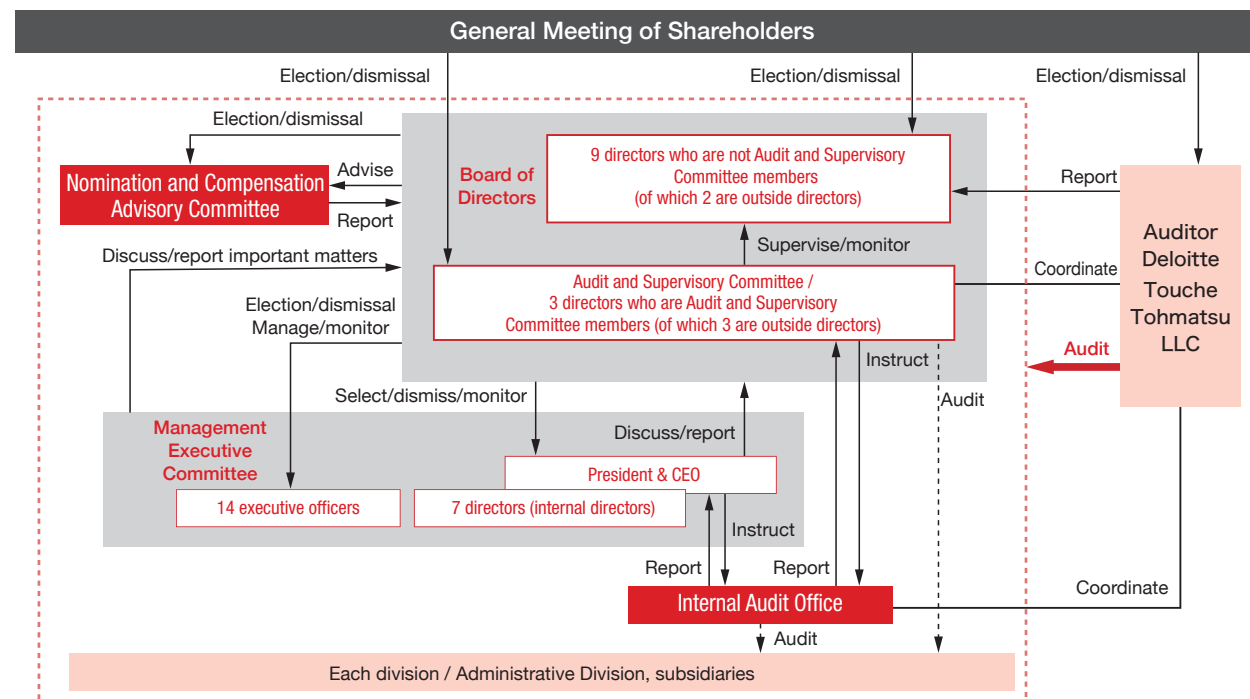 General Meeting of Shareholders
Election/dismissal
Election/dismissal
Election/dismissal
Election/dismissal
Nomination and Compensation
Advisory Committee
Advise
Report
Board of
Directors
9 directors who are not Audit and Supervisory
Committee members
(of which 2 are outside directors)
Report
Supervise/monitor
Discuss/report important matters
Audit and Supervisory Committee /
3 directors who are Audit and Supervisory
Committee members (of which 3 are outside directors)
Coordinate
Auditor
Deloitte
Touche
Tohmatsu
LLC
Election/dismissal
Manage/monitor
Audit
Instruct
Select/dismiss/monitor
Audit
Management
Executive
Committee
Discuss/report
President & CEO
14 executive officers
7 directors (internal directors)
Instruct
Report
Report
Internal Audit Office
Coordinate
Audit
Each division / Administrative Division, subsidiaries